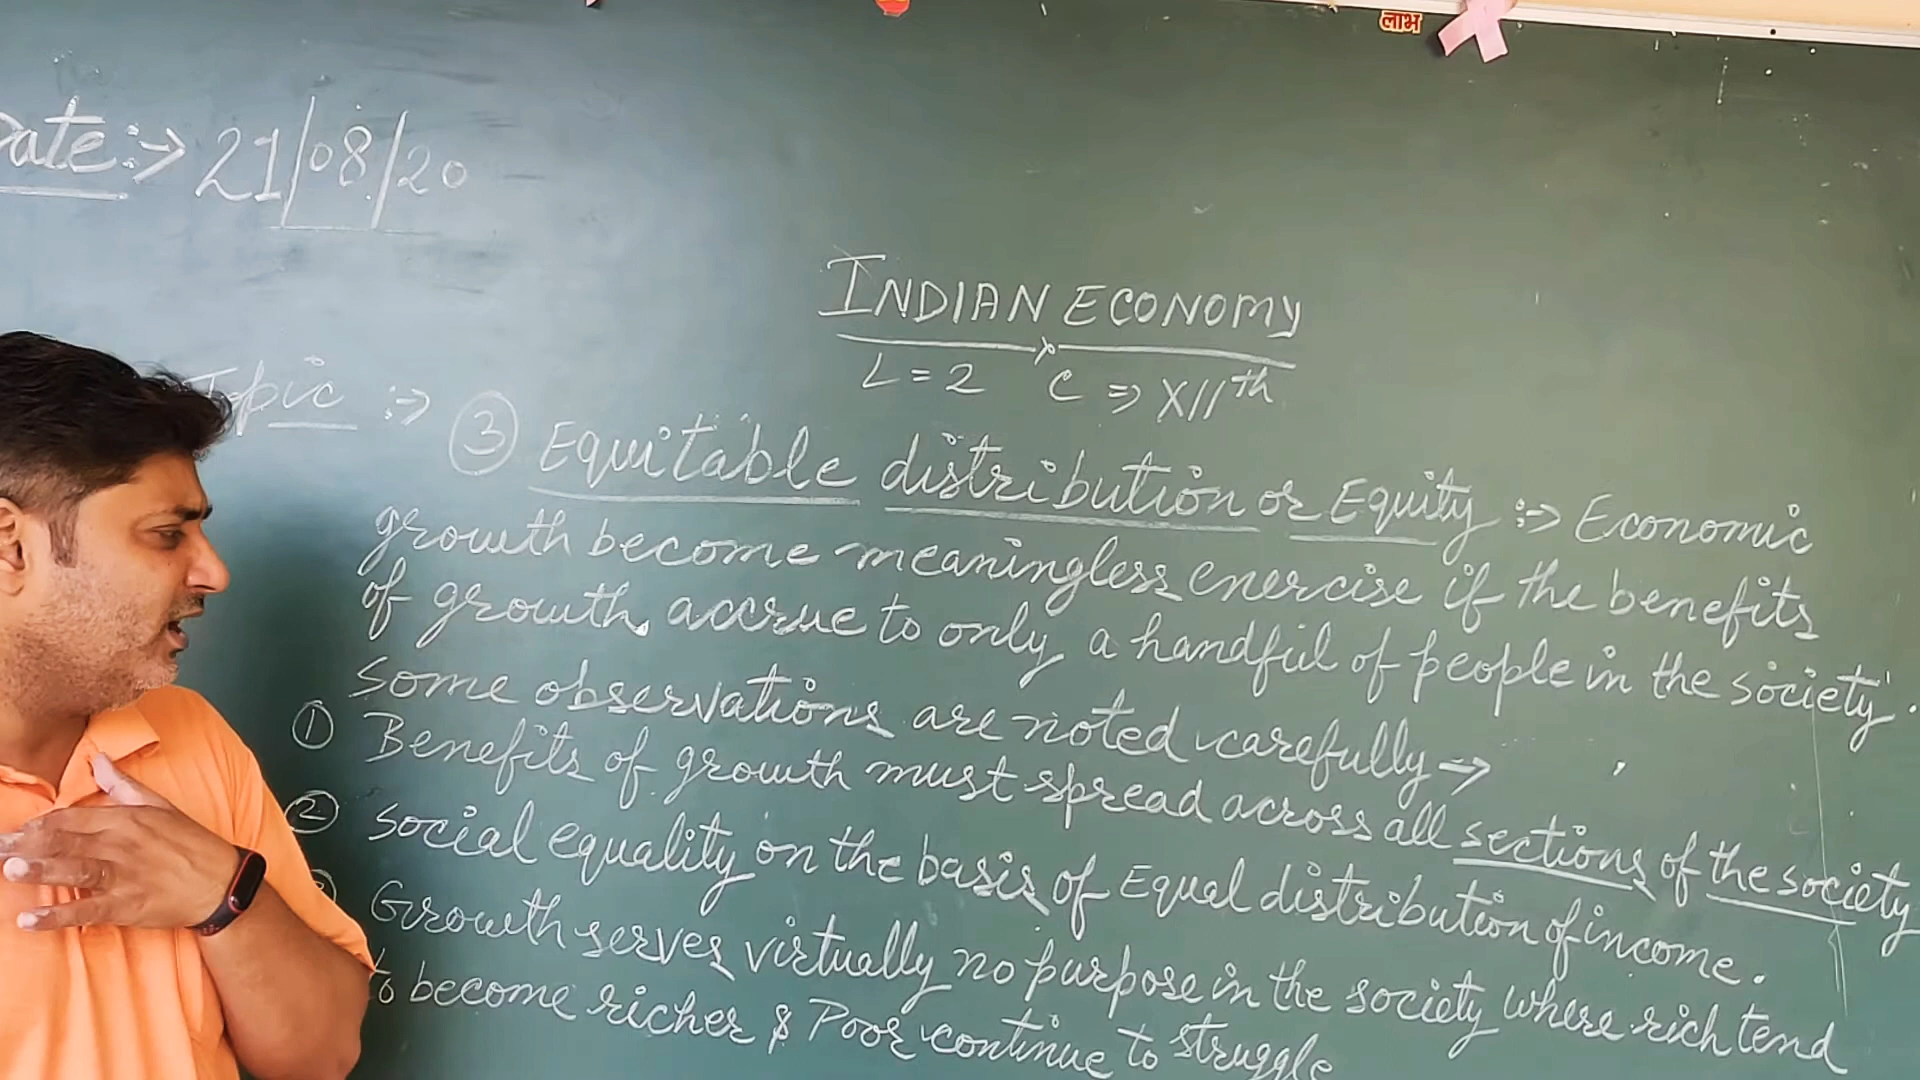 लाभ
Date :-> 21/08/20
INDIAN ECONOMY
L = 2 C => XIIth
Topic :->
③ Equitable distribution or Equity :-> Economic
growth become meaningless enercise if the benefits
of growth accrue to only a handful of people in the society.
Some observations are noted carefully ->
① Benefits of growth must spread across all sections of the society
② Social equality on the basis of Equal distribution of income.
Growth serves virtually no purpose in the society where rich tend
to become richer & Poor continue to struggle